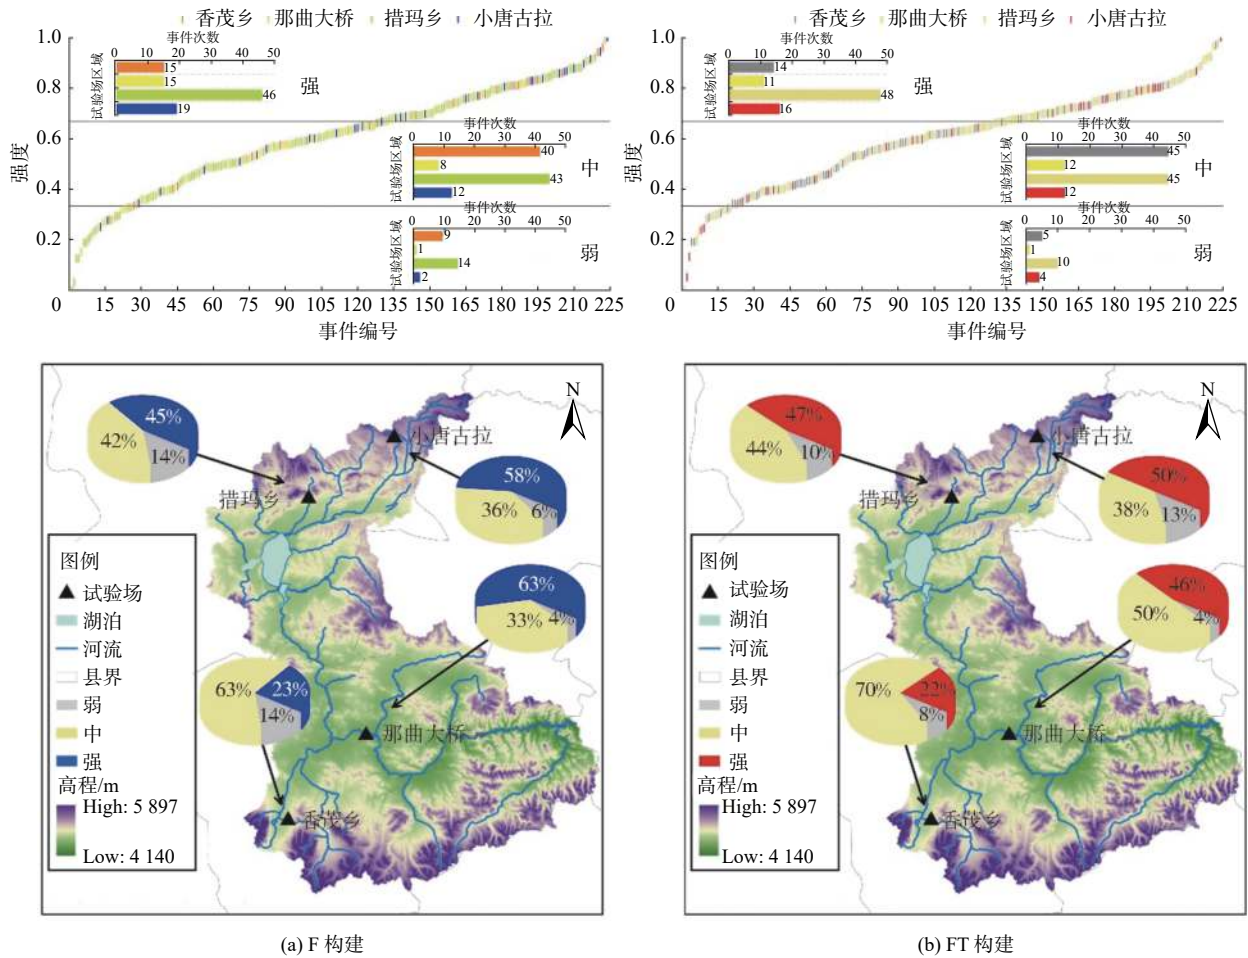 香茂乡 那曲大桥 措玛乡 小唐古拉
事件次数
0 10 20 30 40 50
试验场区域
15
15
46
19
强
事件次数
0 10 20 30 40 50
试验场区域
40
8
43
12
中
事件次数
0 10 20 30 40 50
试验场区域
9
1
14
2
弱
强度
1.0
0.8
0.6
0.4
0.2
0 15 30 45 60 75 90 105 120 135 150 165 180 195 210 225
事件编号
香茂乡 那曲大桥 措玛乡 小唐古拉
事件次数
0 10 20 30 40 50
试验场区域
14
11
48
16
强
事件次数
0 10 20 30 40 50
试验场区域
45
12
45
12
中
事件次数
0 10 20 30 40 50
试验场区域
5
1
10
4
弱
强度
1.0
0.8
0.6
0.4
0.2
0 15 30 45 60 75 90 105 120 135 150 165 180 195 210 225
事件编号
N
45%
42%
14%
小唐古拉
措玛乡
58%
36% 6%
63%
33% 4%
63% 23%
14%
那曲大桥
香茂乡
图例
试验场
湖泊
河流
县界
弱
中
强
高程/m
High: 5 897
Low: 4 140
(a) F 构建
N
47%
44%
10%
小唐古拉
措玛乡
50%
38% 13%
46%
50% 4%
70% 22%
8%
那曲大桥
香茂乡
图例
试验场
湖泊
河流
县界
弱
中
强
高程/m
High: 5 897
Low: 4 140
(b) FT 构建